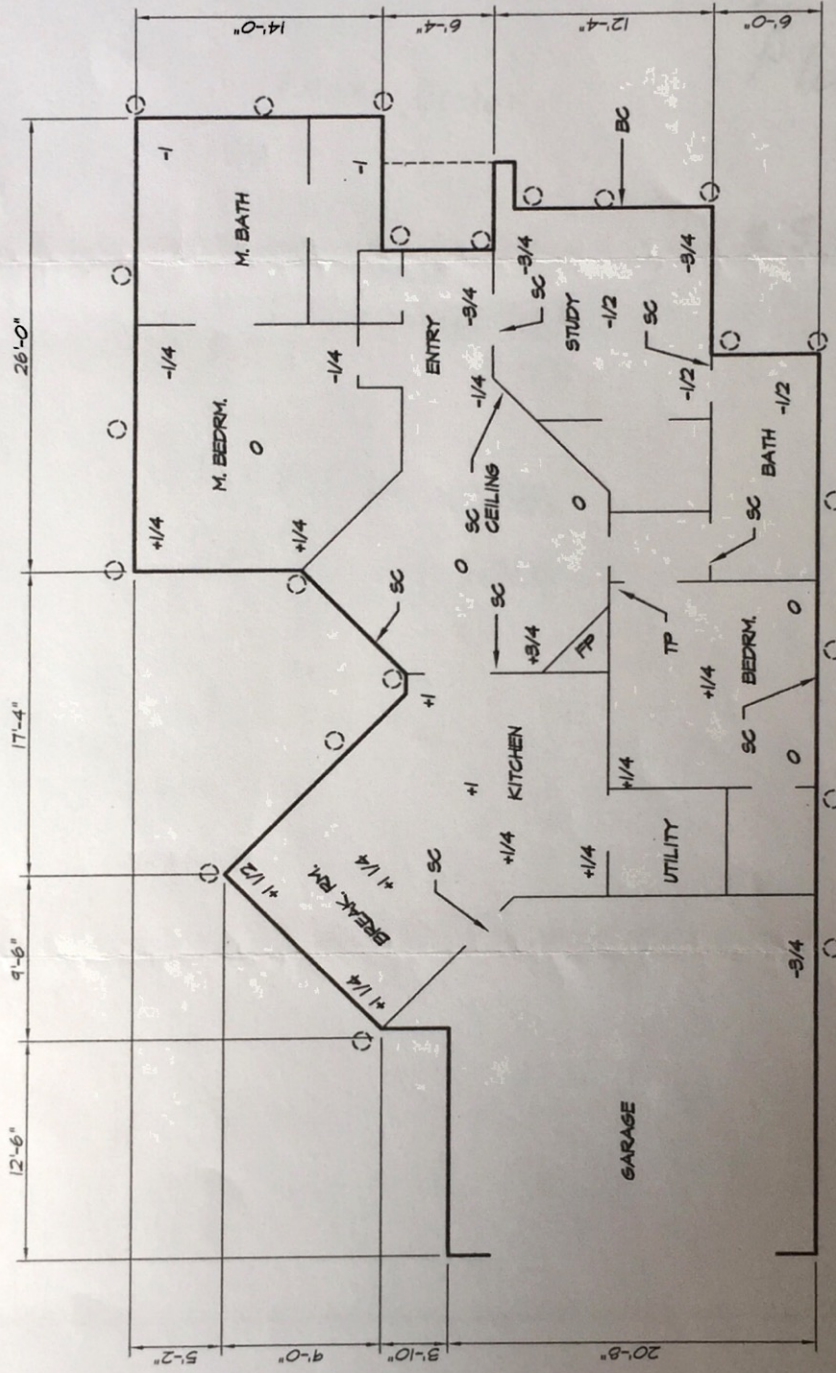 12'-6"
9'-6"
17'-4"
26'-0"
14'-0"
6'-4"
12'-4"
6'-0"
5'-2"
9'-0"
3'-10"
20'-8"
-1
M. BATH
-1
-1/4
M. BEDRM.
0
+1/4
-1/4
+1/4
ENTRY
-3/4
-3/4
SC
STUDY
-1/2
-3/4
BC
SC
-1/4
-1/2
SC
CEILING
0
0
SC
SC
BATH
-1/2
SC
+3/4
FP
TP
+1/4
BEDRM.
0
0
SC
+1
+1
KITCHEN
+1/4
+1/4
+1/4
UTILITY
+1 1/2
BREAK. RM.
+1 1/4
+1 1/4
SC
-3/4
GARAGE